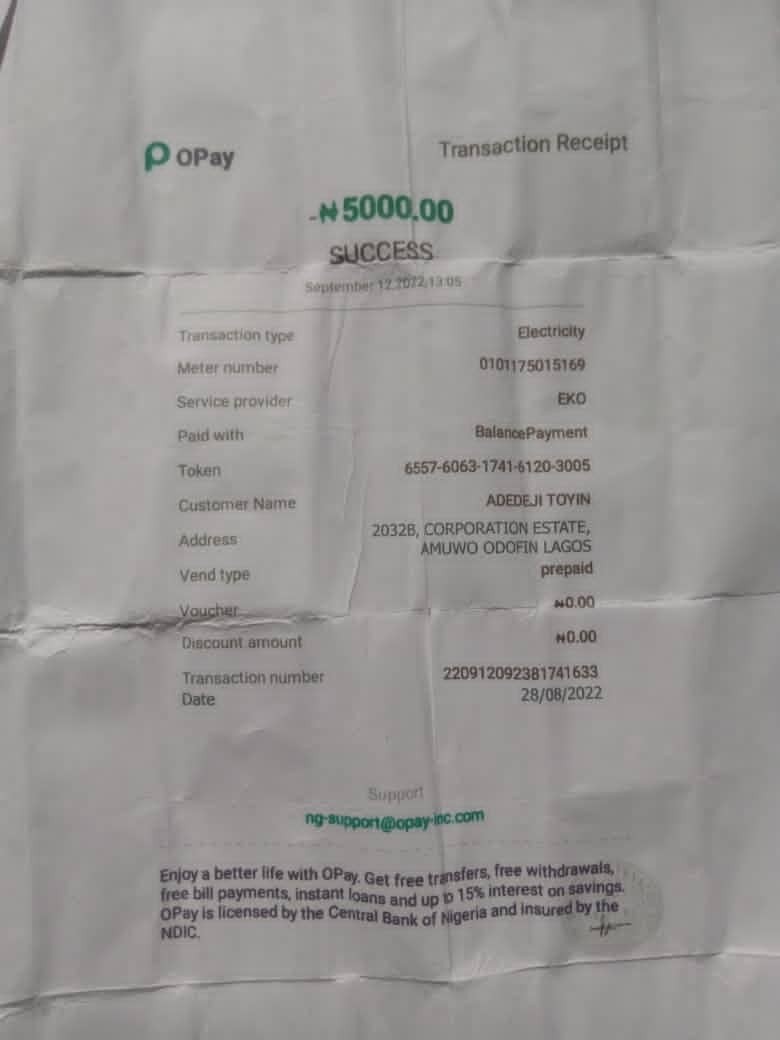 OPay
Transaction Receipt
-₦5000.00
SUCCESS
September 12,2022,13:05
Transaction type Electricity
Meter number 0101175015169
Service provider EKO
Paid with BalancePayment
Token 6557-6063-1741-6120-3005
Customer Name ADEDEJI TOYIN
Address 2032B, CORPORATION ESTATE,
AMUWO ODOFIN LAGOS
Vend type prepaid
Voucher ₦0.00
Discount amount ₦0.00
Transaction number 220912092381741633
Date 28/08/2022
Support
ng-support@opay-inc.com
Enjoy a better life with OPay. Get free transfers, free withdrawals,
free bill payments, instant loans and up to 15% interest on savings.
OPay is licensed by the Central Bank of Nigeria and insured by the
NDIC.